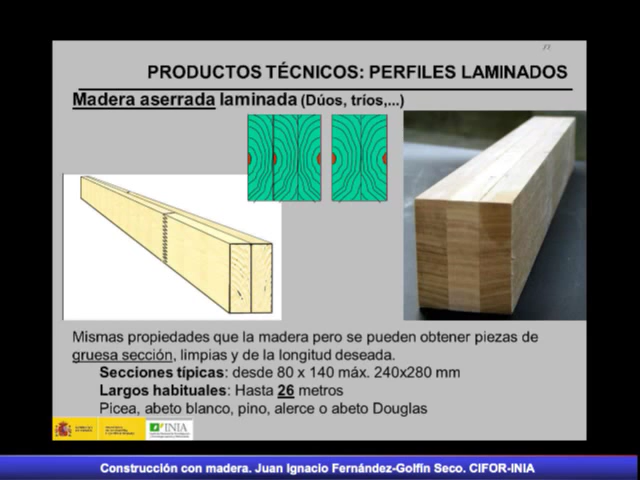 PRODUCTOS TÉCNICOS: PERFILES LAMINADOS
Madera aserrada laminada (Dúos, tríos,...)
Mismas propiedades que la madera pero se pueden obtener piezas de
gruesa sección, limpias y de la longitud deseada.
Secciones típicas: desde 80 x 140 máx. 240x280 mm
Largos habituales: Hasta 26 metros
Picea, abeto blanco, pino, alerce o abeto Douglas
INIA
Construcción con madera. Juan Ignacio Fernández-Golfín Seco. CIFOR-INIA